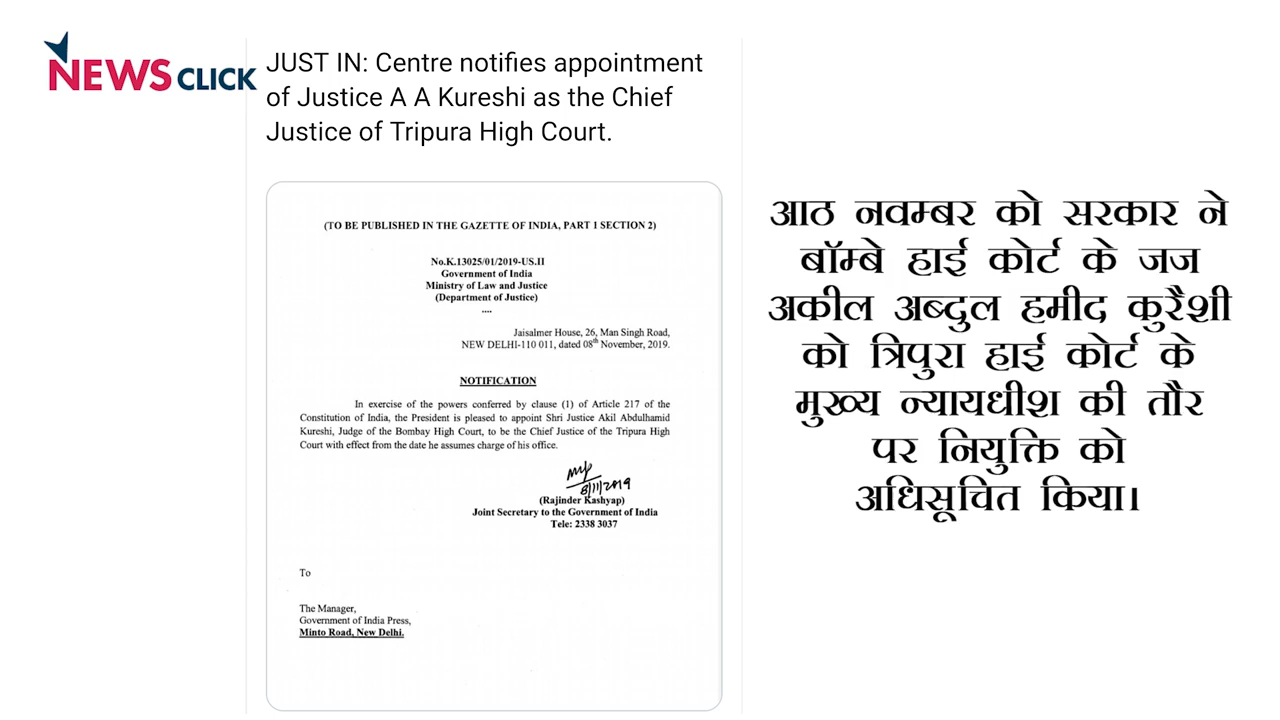 NEWSCLICK
JUST IN: Centre notifies appointment
of Justice A A Kureshi as the Chief
Justice of Tripura High Court.
(TO BE PUBLISHED IN THE GAZETTE OF INDIA, PART 1 SECTION 2)
No.K.13025/01/2019-US.II
Government of India
Ministry of Law and Justice
(Department of Justice)
....
Jaisalmer House, 26, Man Singh Road,
NEW DELHI-110 011, dated 08th November, 2019.
NOTIFICATION
In exercise of the powers conferred by clause (1) of Article 217 of the
Constitution of India, the President is pleased to appoint Shri Justice Akil Abdulhamid
Kureshi, Judge of the Bombay High Court, to be the Chief Justice of the Tripura High
Court with effect from the date he assumes charge of his office.
8/11/2019
(Rajinder Kashyap)
Joint Secretary to the Government of India
Tele: 2338 3037
To
The Manager,
Government of India Press,
Minto Road, New Delhi.
आठ नवम्बर को सरकार ने
बॉम्बे हाई कोर्ट के जज
अकील अब्दुल हमीद कुरैशी
को त्रिपुरा हाई कोर्ट के
मुख्य न्यायधीश की तौर
पर नियुक्ति को
अधिसूचित किया।